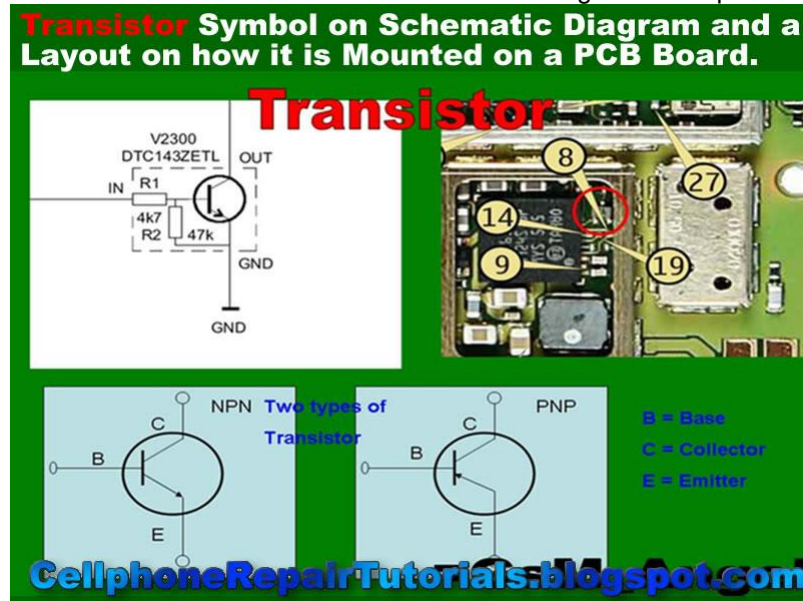 Transistor Symbol on Schematic Diagram and a
Layout on how it is Mounted on a PCB Board.
Transistor
V2300
DTC143ZETL
OUT
IN
R1
4k7
R2
47k
GND
GND
8
27
14
9
19
NPN
Two types of
Transistor
C
B
E
PNP
C
B
E
B = Base
C = Collector
E = Emitter
CellphoneRepairTutorials.blogspot.com